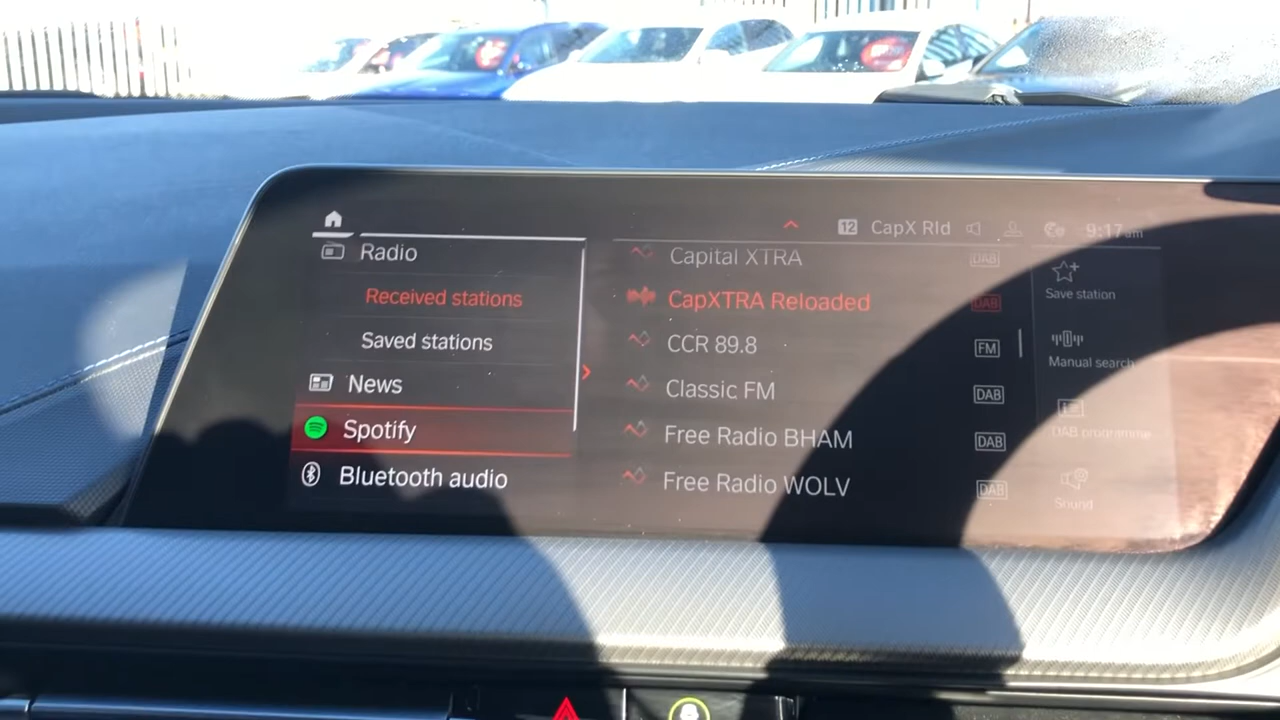 12 CapX Rld 9:17am
Radio
Received stations
Saved stations
News
Spotify
Bluetooth audio
Capital XTRA DAB
CapXTRA Reloaded DAB
CCR 89.8 FM
Classic FM DAB
Free Radio BHAM DAB
Free Radio WOLV DAB
Save station
Manual search
DAB programme
Sound